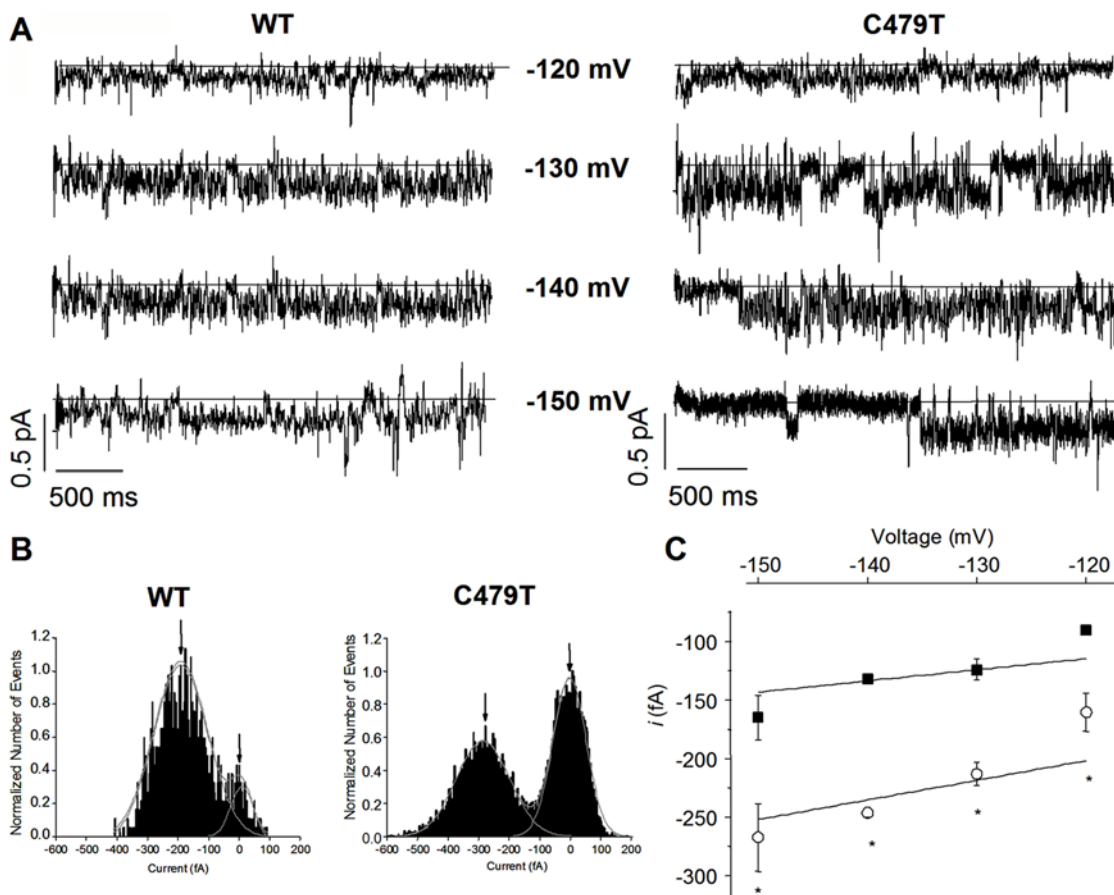 A
WT
C479T
-120 mV
-130 mV
-140 mV
-150 mV
0.5 pA
500 ms
0.5 pA
500 ms
B
WT
Normalized Number of Events
1.2
1.0
0.8
0.6
0.4
0.2
0.0
-600 -500 -400 -300 -200 -100 0 100 200
Current (fA)
C479T
Normalized Number of Events
1.2
1.0
0.8
0.6
0.4
0.2
0.0
-600 -500 -400 -300 -200 -100 0 100 200
Current (fA)
C
Voltage (mV)
-150 -140 -130 -120
i (fA)
-100
-150
-200
-250
-300
* * * *